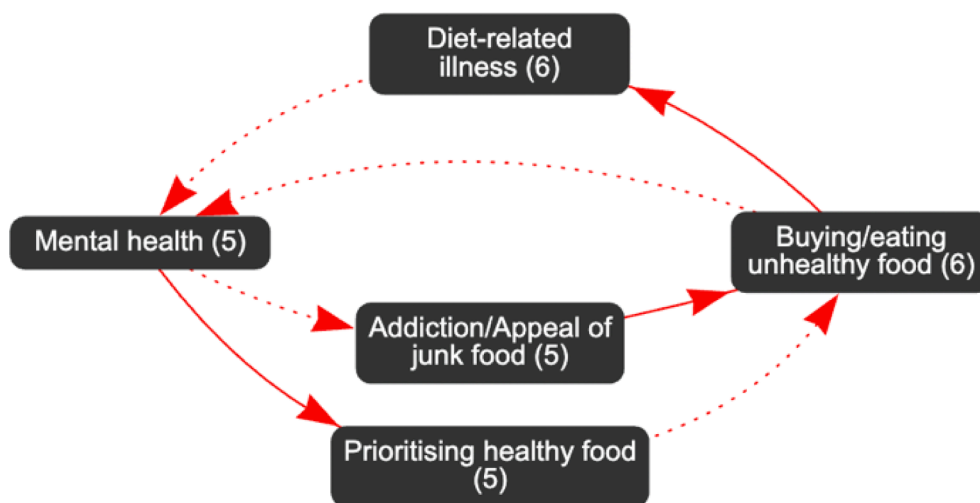 Diet-related
illness (6)
Mental health (5)
Buying/eating
unhealthy food (6)
Addiction/Appeal of
junk food (5)
Prioritising healthy food
(5)